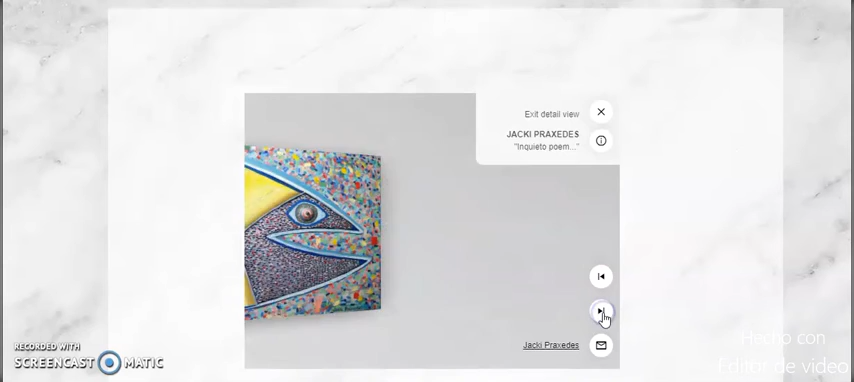 Exit detail view
JACKI PRAXEDES
"Inquieto poem..."
Jacki Praxedes
RECORDED WITH
SCREENCAST MATIC
Hecho con
Editor de video